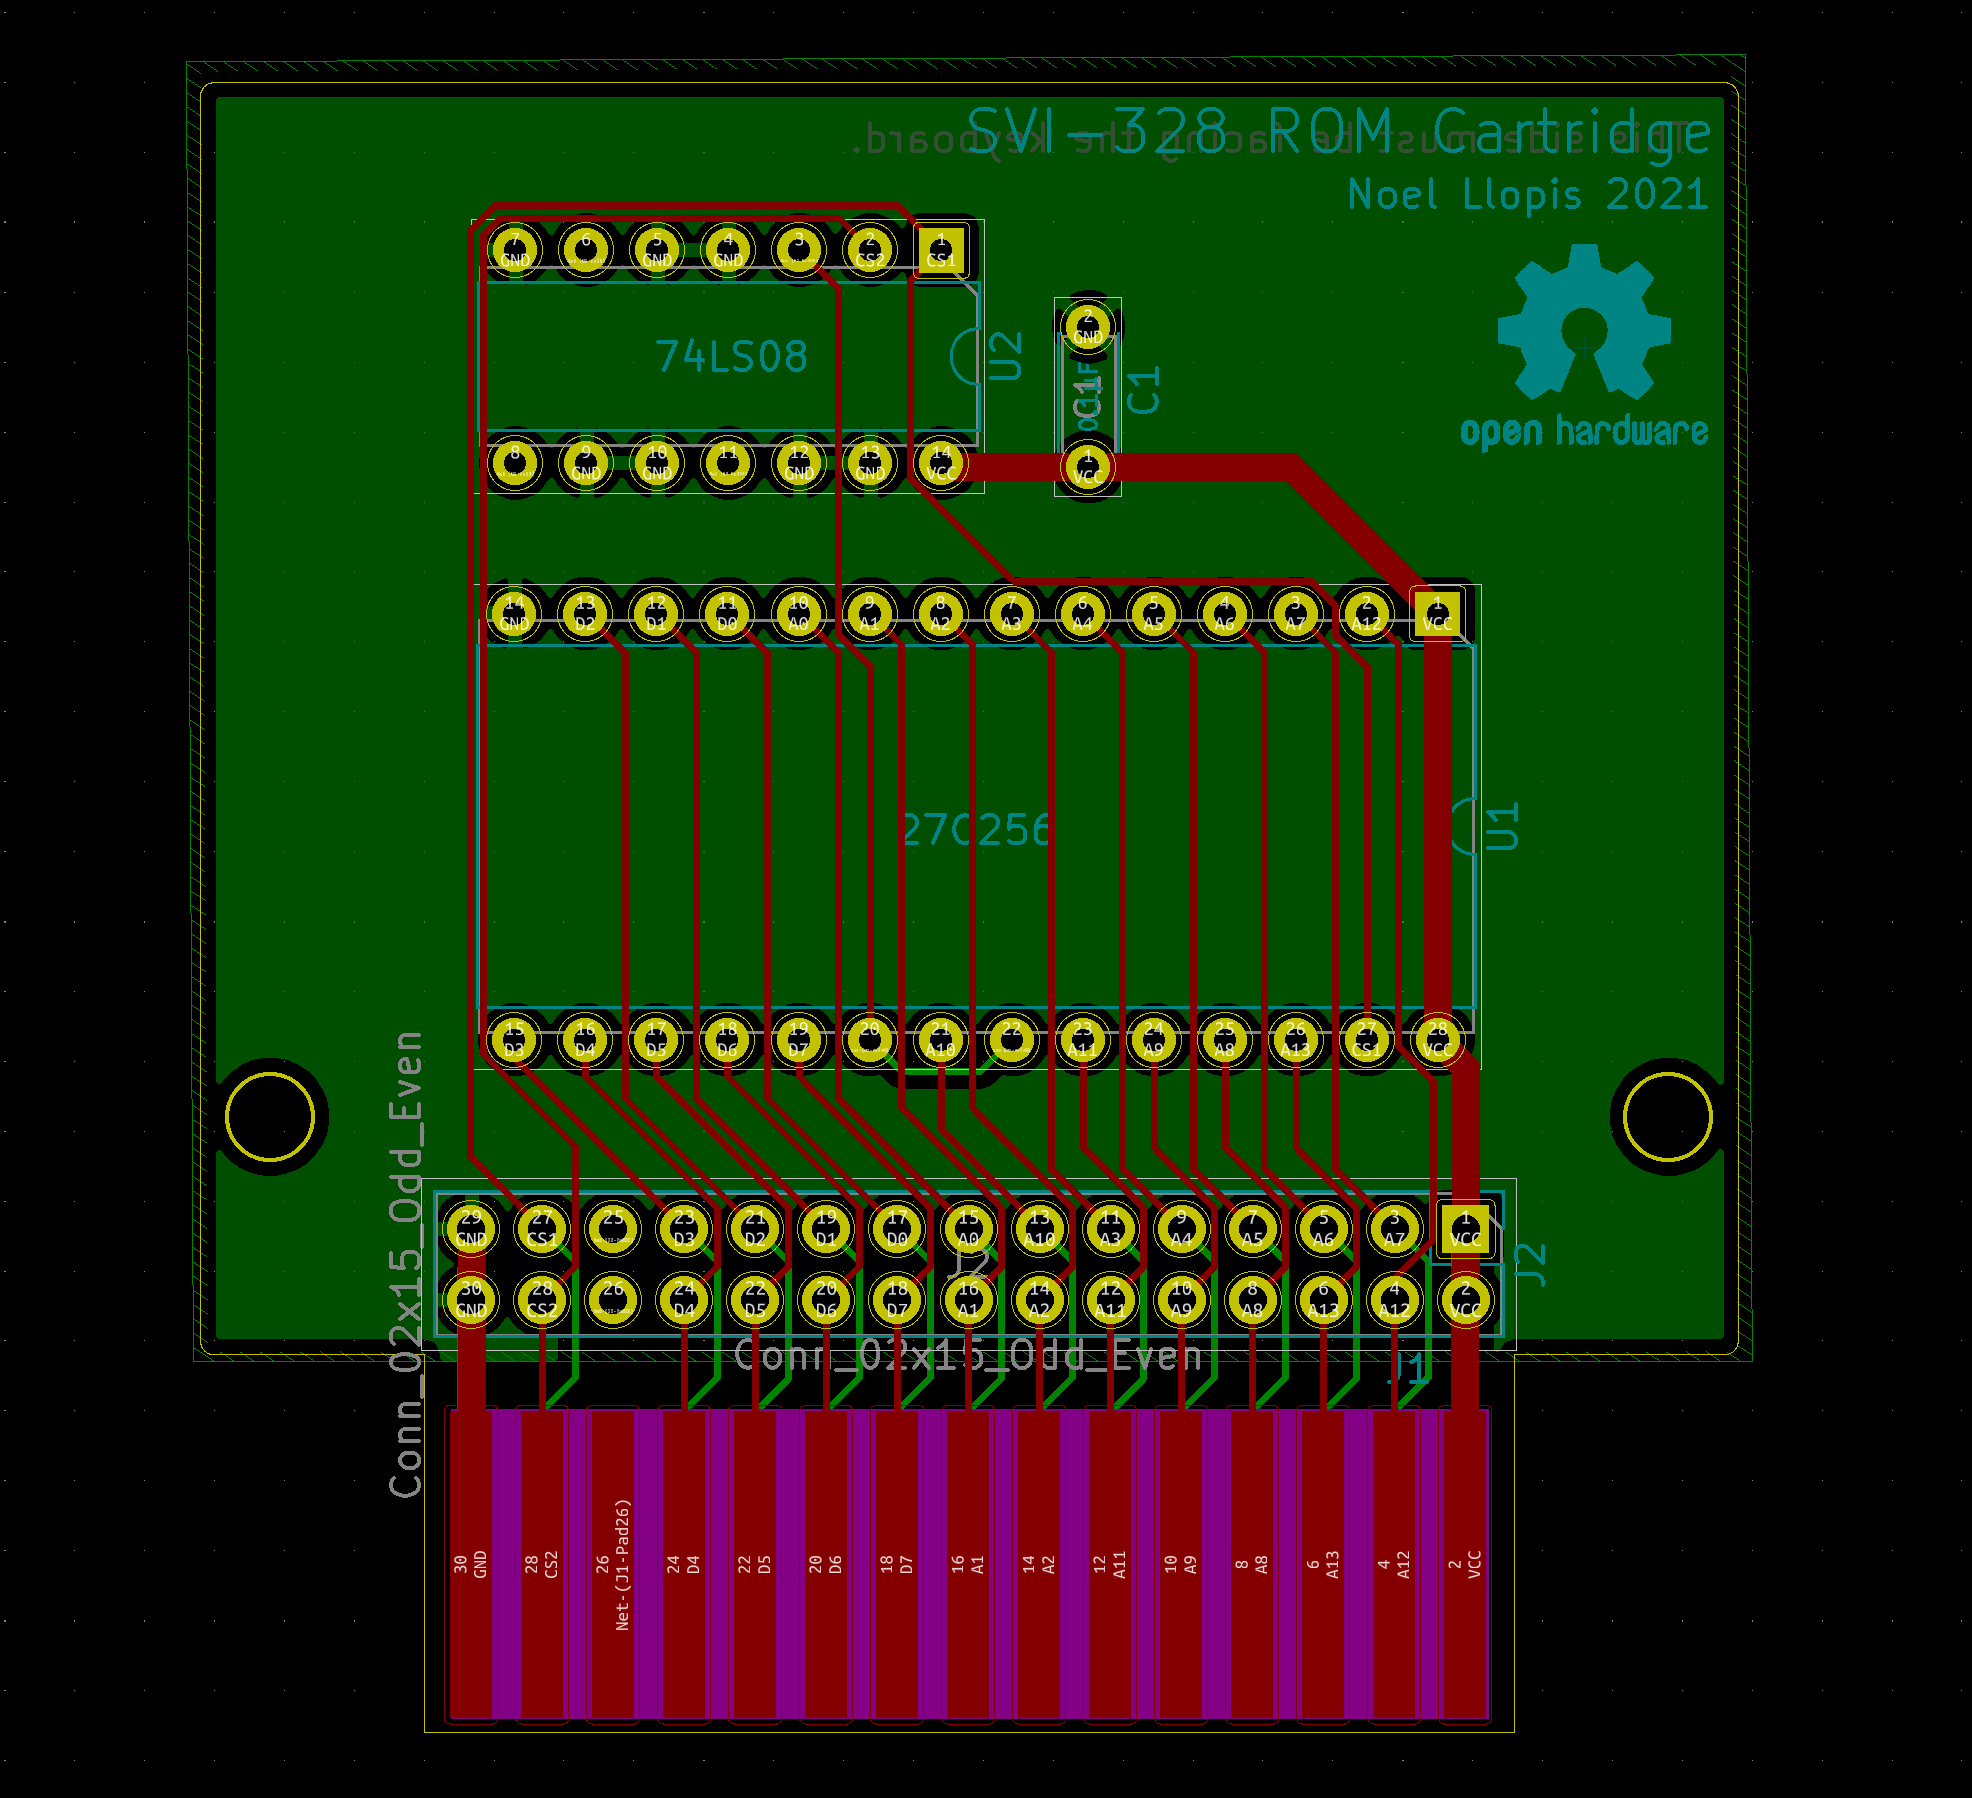 SVI-328 ROM Cartridge
This side must be facing the keyboard.
Noel Llopis 2021
7 6 5 4 3 2 1
GND GND GND CS2 CS1
74LS08
U2
2
GND
C1
C1
0.1uF
1
VCC
open hardware
8 9 10 11 12 13 14
GND GND GND GND VCC
14 13 12 11 10 9 8 7 6 5 4 3 2 1
GND D2 D1 D0 A0 A1 A2 A3 A4 A5 A6 A7 A12 VCC
27C256
U1
15 16 17 18 19 20 21 22 23 24 25 26 27 28
D3 D4 D5 D6 D7 A10 A11 A9 A8 A13 CS1 VCC
Conn_02x15_Odd_Even
29 27 25 23 21 19 17 15 13 11 9 7 5 3 1
GND CS1 D3 D2 D1 D0 A0 A10 A3 A4 A5 A6 A7 VCC
J2
J2
30 28 26 24 22 20 18 16 14 12 10 8 6 4 2
GND CS2 D4 D5 D6 D7 A1 A2 A11 A9 A8 A13 A12 VCC
Conn_02x15_Odd_Even
J1
30 28 26 24 22 20 18 16 14 12 10 8 6 4 2
GND CS2 Net-(J1-Pad26) D4 D5 D6 D7 A1 A2 A11 A9 A8 A13 A12 VCC